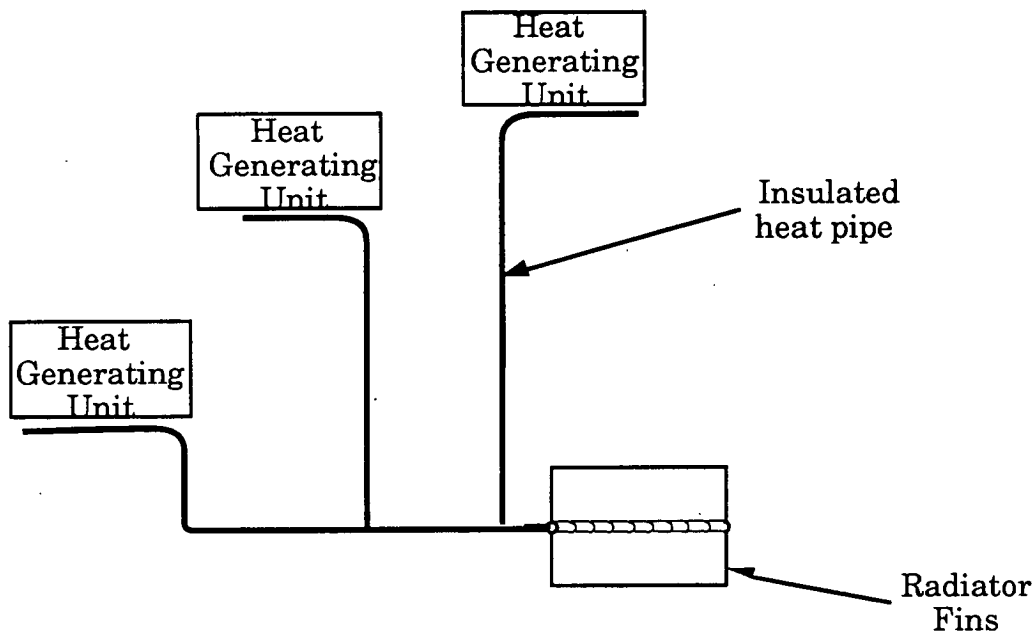 Heat
Generating
Unit
Heat
Generating
Unit
Insulated
heat pipe
Heat
Generating
Unit
Radiator
Fins